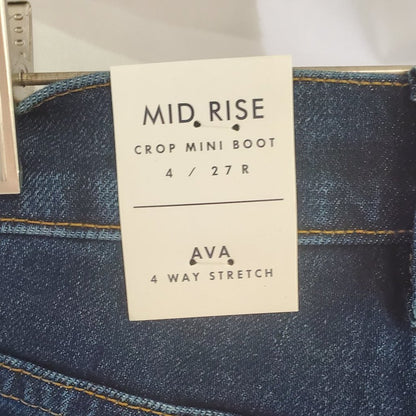 MID RISE
CROP MINI BOOT
4 / 27 R
AVA
4 WAY STRETCH